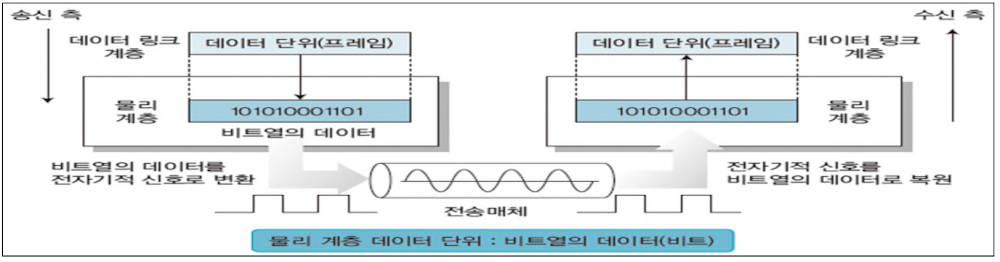 송신 측
수신 측
데이터 링크
계층
데이터 단위(프레임)
데이터 단위(프레임)
데이터 링크
계층
물리
계층
101010001101
비트열의 데이터
101010001101
물리
계층
비트열의 데이터를
전자기적 신호로 변환
전송매체
전자기적 신호를
비트열의 데이터로 복원
물리 계층 데이터 단위 : 비트열의 데이터(비트)